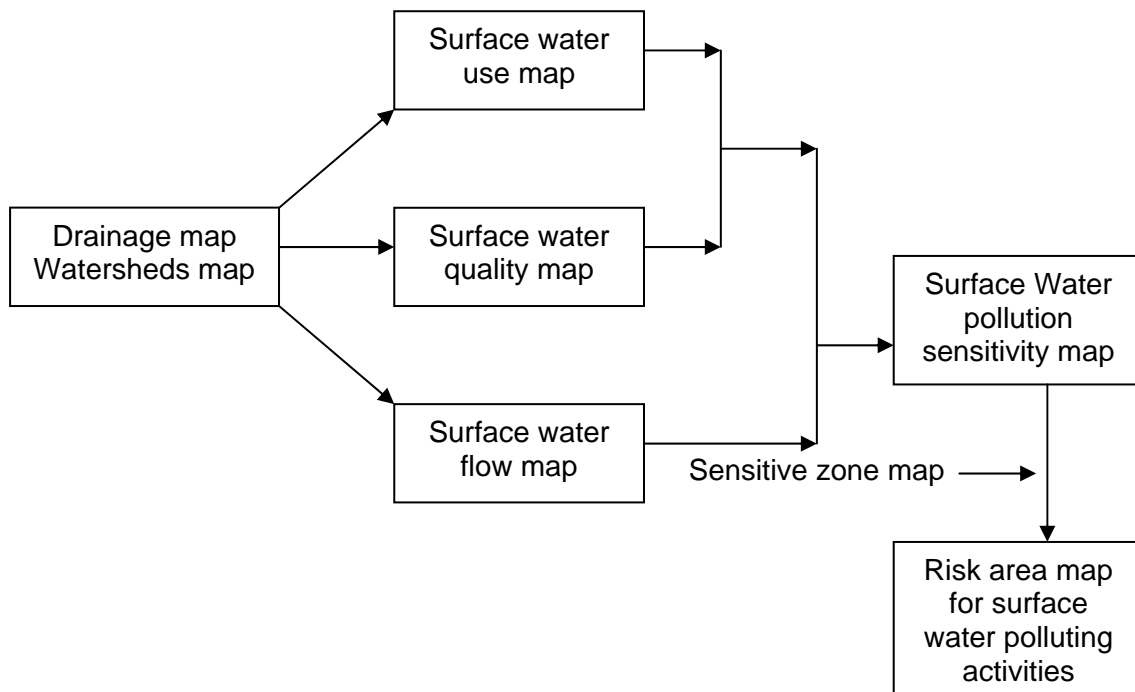 Surface water
use map
Drainage map
Watersheds map
Surface water
quality map
Surface Water
pollution
sensitivity map
Surface water
flow map
Sensitive zone map
Risk area map
for surface
water polluting
activities